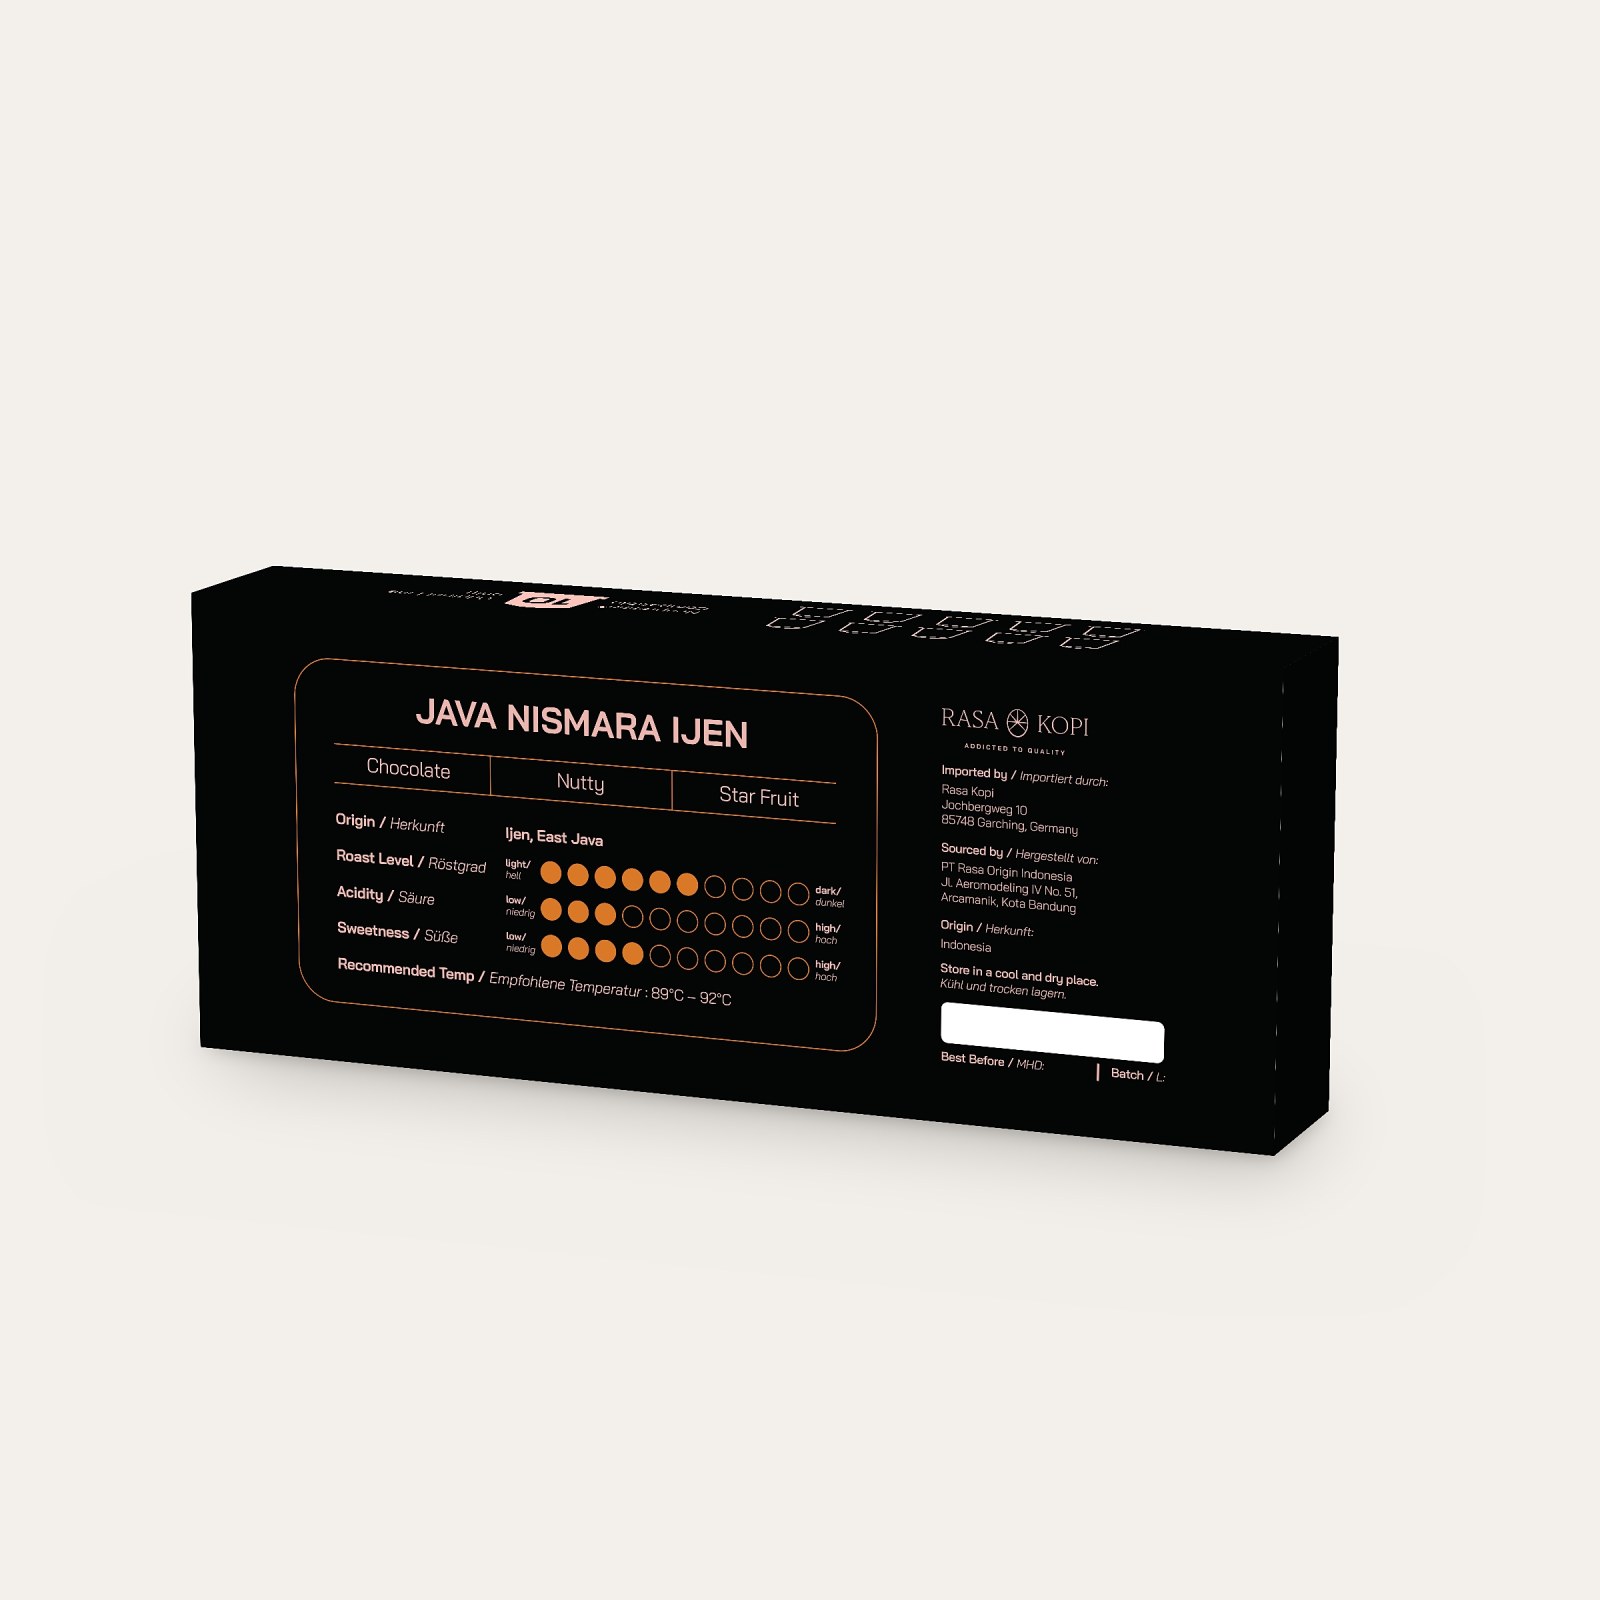 10
JAVA NISMARA IJEN
Chocolate
Nutty
Star Fruit
Origin / Herkunft
Ijen, East Java
Roast Level / Röstgrad
light/
hell
dark/
dunkel
Acidity / Säure
low/
niedrig
high/
hoch
Sweetness / Süße
low/
niedrig
high/
hoch
Recommended Temp / Empfohlene Temperatur : 89°C – 92°C
RASA KOPI
ADDICTED TO QUALITY
Imported by / Importiert durch:
Rasa Kopi
Jochbergweg 10
85748 Garching, Germany
Sourced by / Hergestellt von:
PT Rasa Origin Indonesia
Jl. Aeromodeling IV No. 51,
Arcamanik, Kota Bandung
Origin / Herkunft:
Indonesia
Store in a cool and dry place.
Kühl und trocken lagern.
Best Before / MHD:
Batch / L: